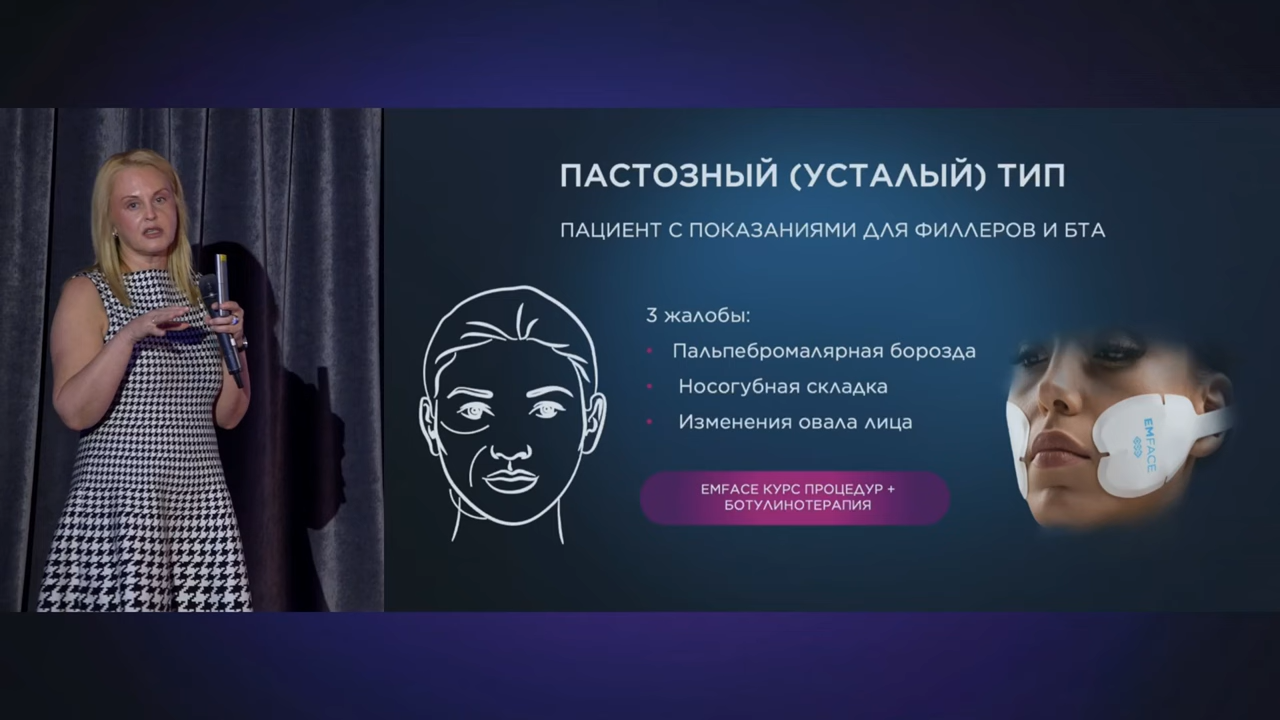 ПАСТОЗНЫЙ (УСТАЛЫЙ) ТИП
ПАЦИЕНТ С ПОКАЗАНИЯМИ ДЛЯ ФИЛЛЕРОВ И БТА
3 жалобы:
• Пальпебромалярная борозда
• Носогубная складка
• Изменения овала лица
EMFACE КУРС ПРОЦЕДУР +
БОТУЛИНОТЕРАПИЯ
EMFACE